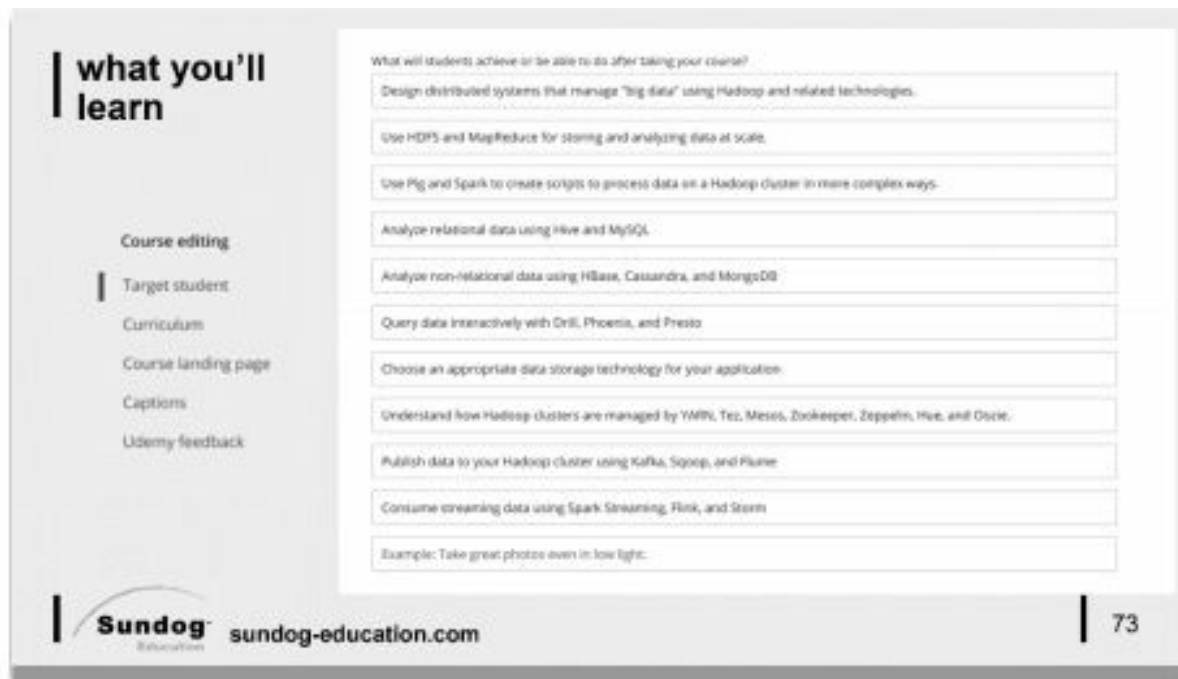 what you'll
learn
Course editing
Target student
Curriculum
Course landing page
Captions
Udemy feedback
What will students achieve or be able to do after taking your course?
Design distributed systems that manage "big data" using Hadoop and related technologies.
Use HDFS and MapReduce for storing and analyzing data at scale.
Use Pig and Spark to create scripts to process data on a Hadoop cluster in more complex ways.
Analyze relational data using Hive and MySQL
Analyze non-relational data using HBase, Cassandra, and MongoDB
Query data interactively with Drill, Phoenix, and Presto
Choose an appropriate data storage technology for your application
Understand how Hadoop clusters are managed by YARN, Tez, Mesos, Zookeeper, Zeppelin, Hue, and Oozie.
Publish data to your Hadoop cluster using Kafka, Sqoop, and Flume
Consume streaming data using Spark Streaming, Flink, and Storm
Example: Take great photos even in low light.
Sundog
Education
sundog-education.com
73